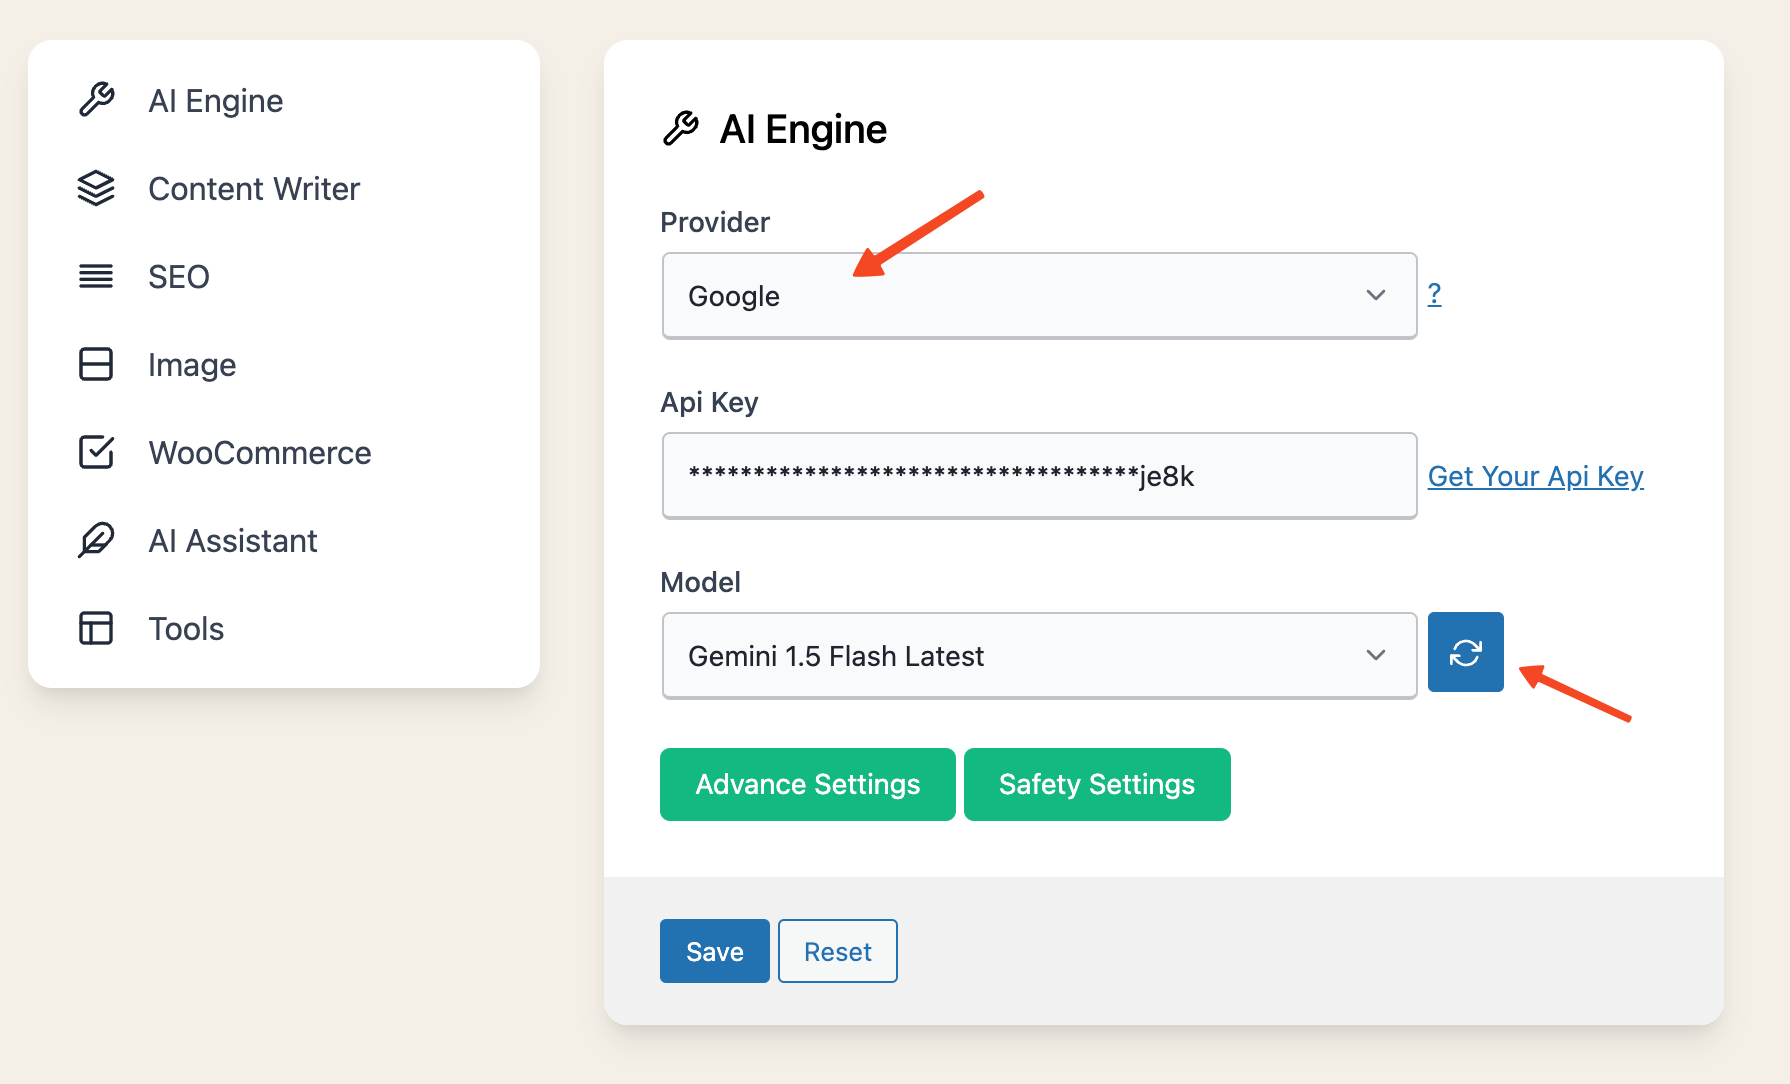 AI Engine
Content Writer
SEO
Image
WooCommerce
AI Assistant
Tools
AI Engine
Provider
Google
?
Api Key
***********************************je8k
Get Your Api Key
Model
Gemini 1.5 Flash Latest
Advance Settings
Safety Settings
Save
Reset